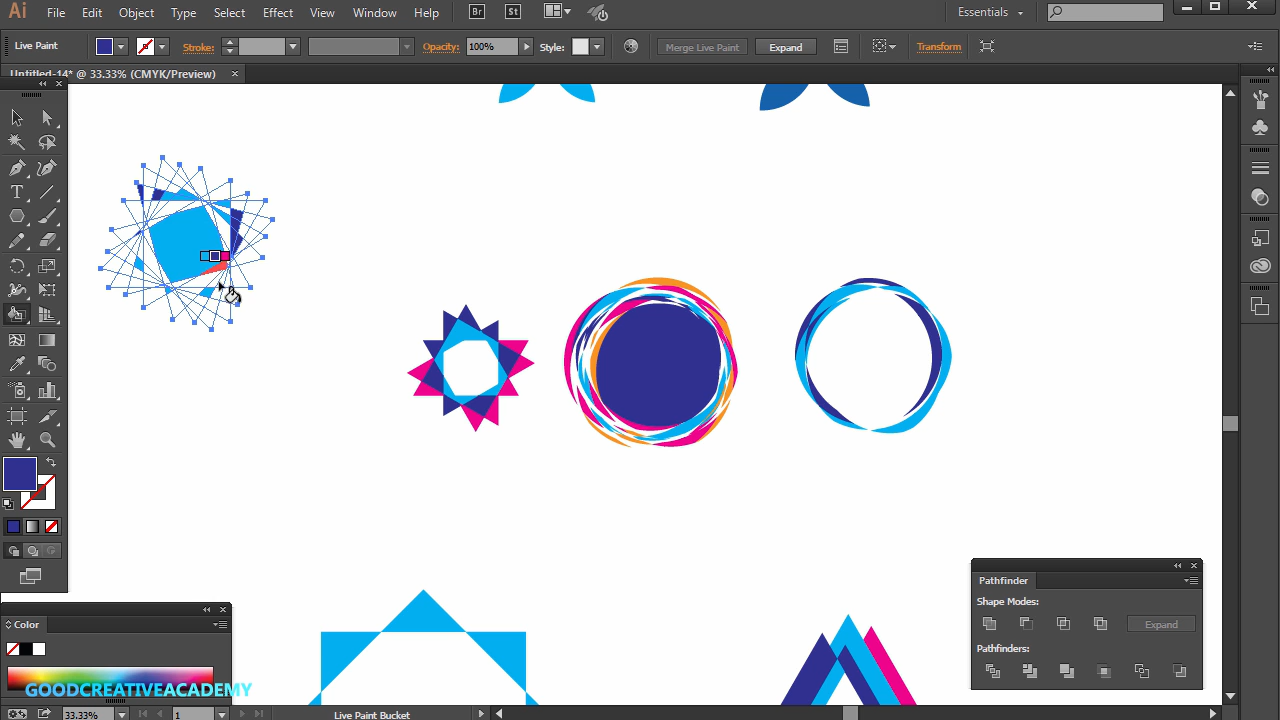 Ai File Edit Object Type Select Effect View Window Help Br St Essentials
Live Paint Stroke: Opacity: 100% Style: Merge Live Paint Expand Transform
Untitled-14* @ 33.33% (CMYK/Preview)
Pathfinder
Shape Modes:
Expand
Pathfinders:
Color
GOODCREATIVEACADEMY
33.33% 1 Live Paint Bucket